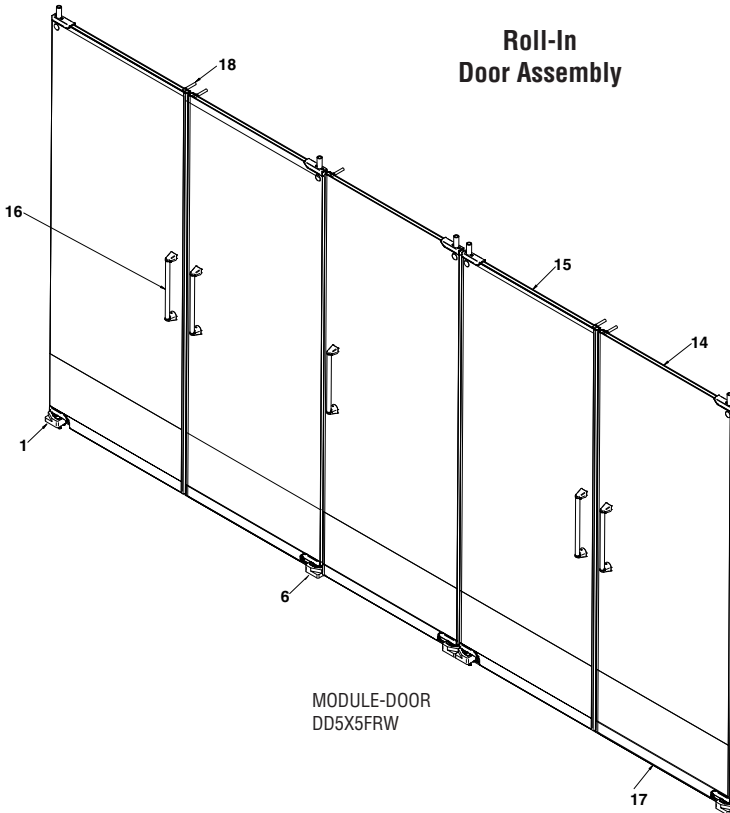 Roll-In
Door Assembly
18
16
15
14
1
6
MODULE-DOOR
DD5X5FRW
17